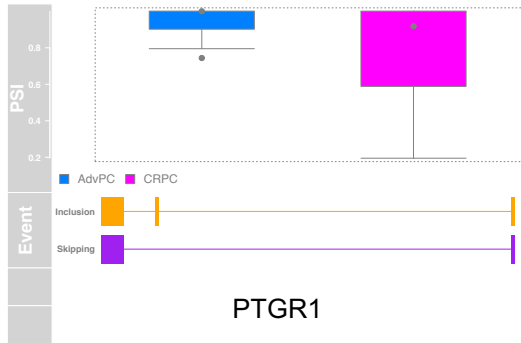 PSI
0.8
0.6
0.4
0.2
AdvPC CRPC
Event
Inclusion
Skipping
PTGR1